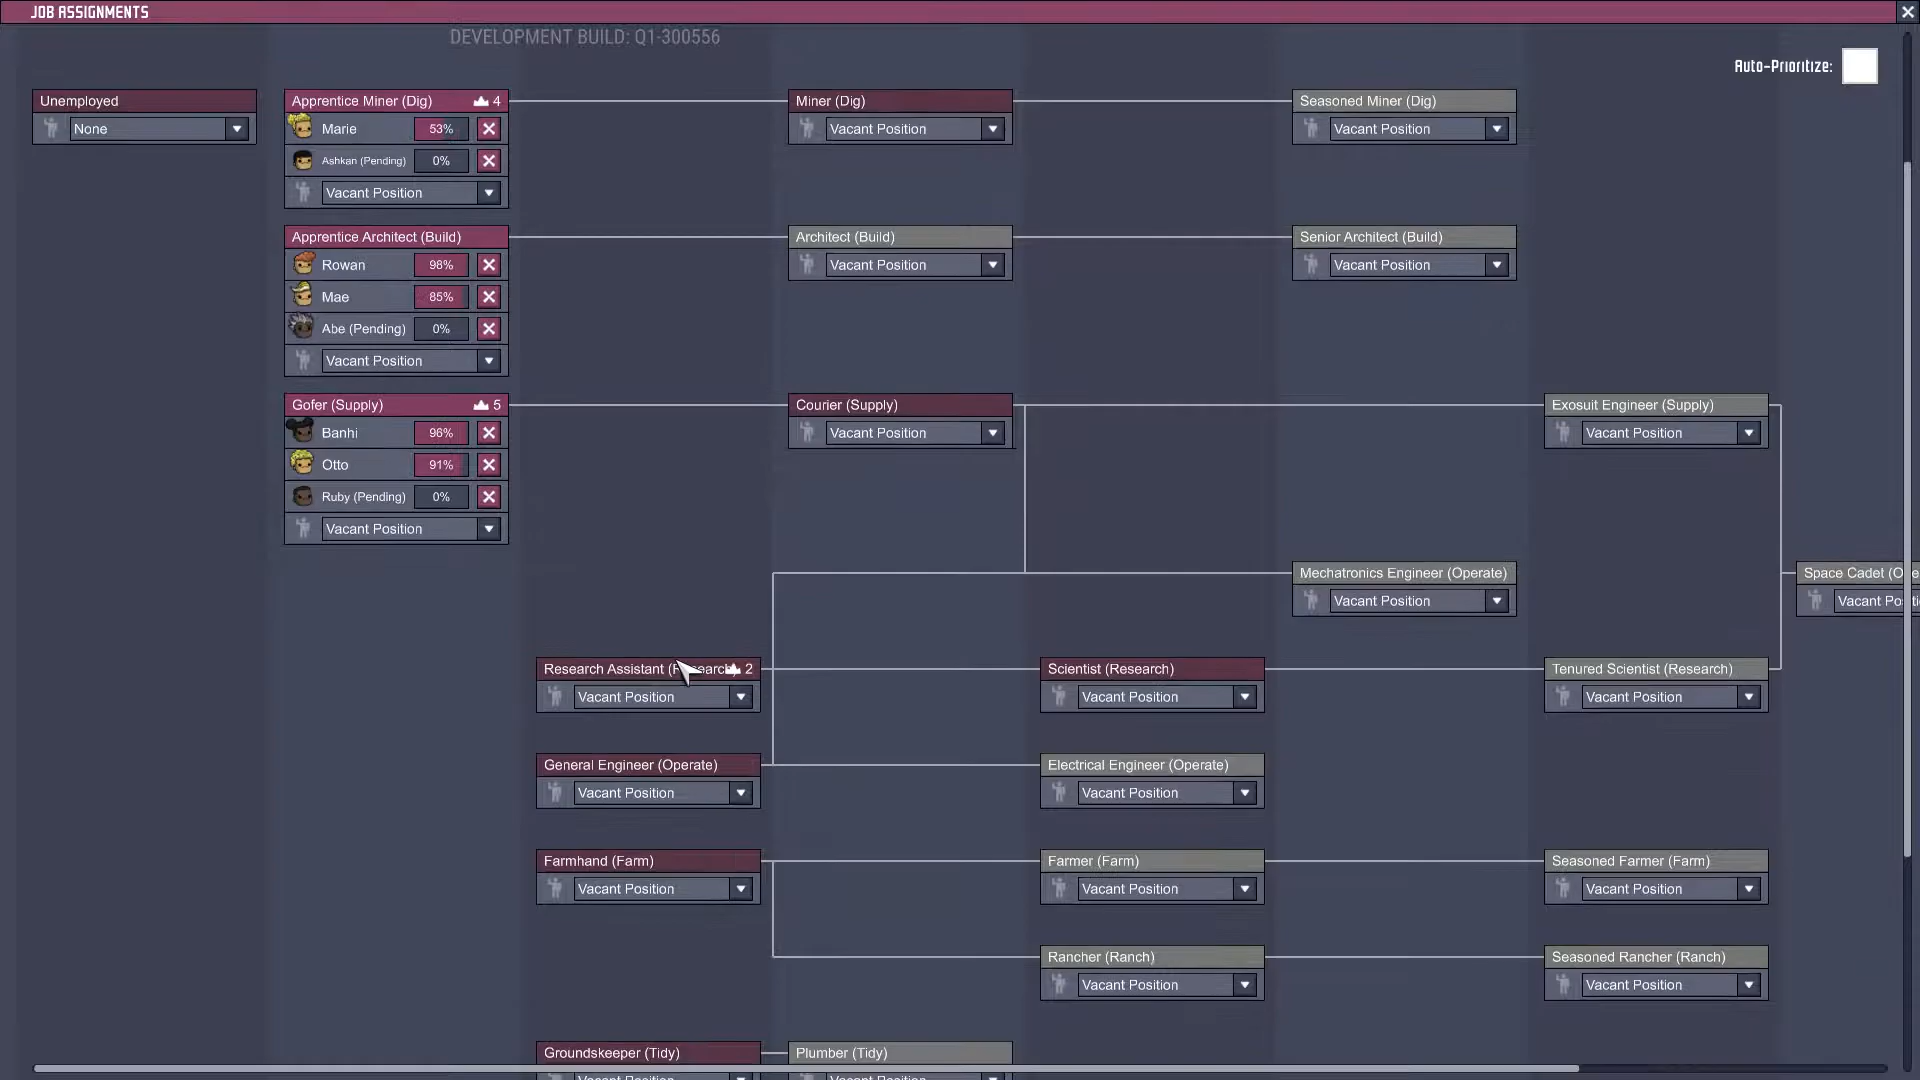 JOB ASSIGNMENTS
DEVELOPMENT BUILD: Q1-300556
Auto-Prioritize:
Unemployed
None
Apprentice Miner (Dig) 4
Marie 53%
Ashkan (Pending) 0%
Vacant Position
Miner (Dig)
Vacant Position
Seasoned Miner (Dig)
Vacant Position
Apprentice Architect (Build)
Rowan 98%
Mae 85%
Abe (Pending) 0%
Vacant Position
Architect (Build)
Vacant Position
Senior Architect (Build)
Vacant Position
Gofer (Supply) 5
Banhi 96%
Otto 91%
Ruby (Pending) 0%
Vacant Position
Courier (Supply)
Vacant Position
Exosuit Engineer (Supply)
Vacant Position
Mechatronics Engineer (Operate)
Vacant Position
Space Cadet
Vacant
Research Assistant 2
Vacant Position
Scientist (Research)
Vacant Position
Tenured Scientist (Research)
Vacant Position
General Engineer (Operate)
Vacant Position
Electrical Engineer (Operate)
Vacant Position
Farmhand (Farm)
Vacant Position
Farmer (Farm)
Vacant Position
Seasoned Farmer (Farm)
Vacant Position
Rancher (Ranch)
Vacant Position
Seasoned Rancher (Ranch)
Vacant Position
Groundskeeper (Tidy)
Plumber (Tidy)